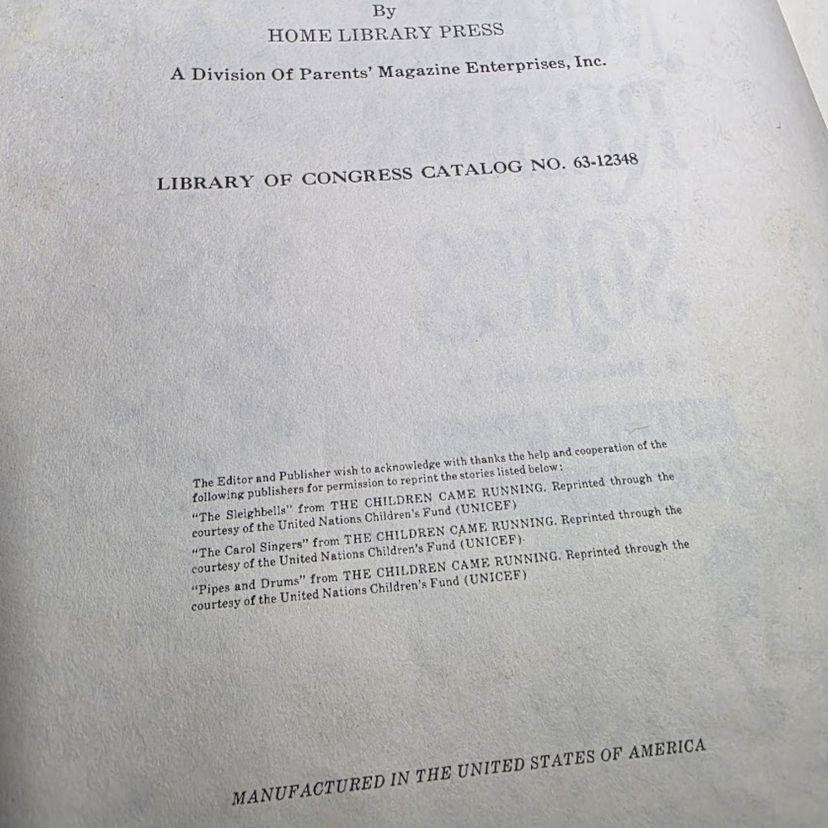 By
HOME LIBRARY PRESS
A Division Of Parents' Magazine Enterprises, Inc.
LIBRARY OF CONGRESS CATALOG NO. 63-12348
The Editor and Publisher wish to acknowledge with thanks the help and cooperation of the
following publishers for permission to reprint the stories listed below:
"The Sleighbells" from THE CHILDREN CAME RUNNING. Reprinted through the
courtesy of the United Nations Children's Fund (UNICEF)
"The Carol Singers" from THE CHILDREN CAME RUNNING. Reprinted through the
courtesy of the United Nations Children's Fund (UNICEF).
"Pipes and Drums" from THE CHILDREN CAME RUNNING. Reprinted through the
courtesy of the United Nations Children's Fund (UNICEF)
MANUFACTURED IN THE UNITED STATES OF AMERICA